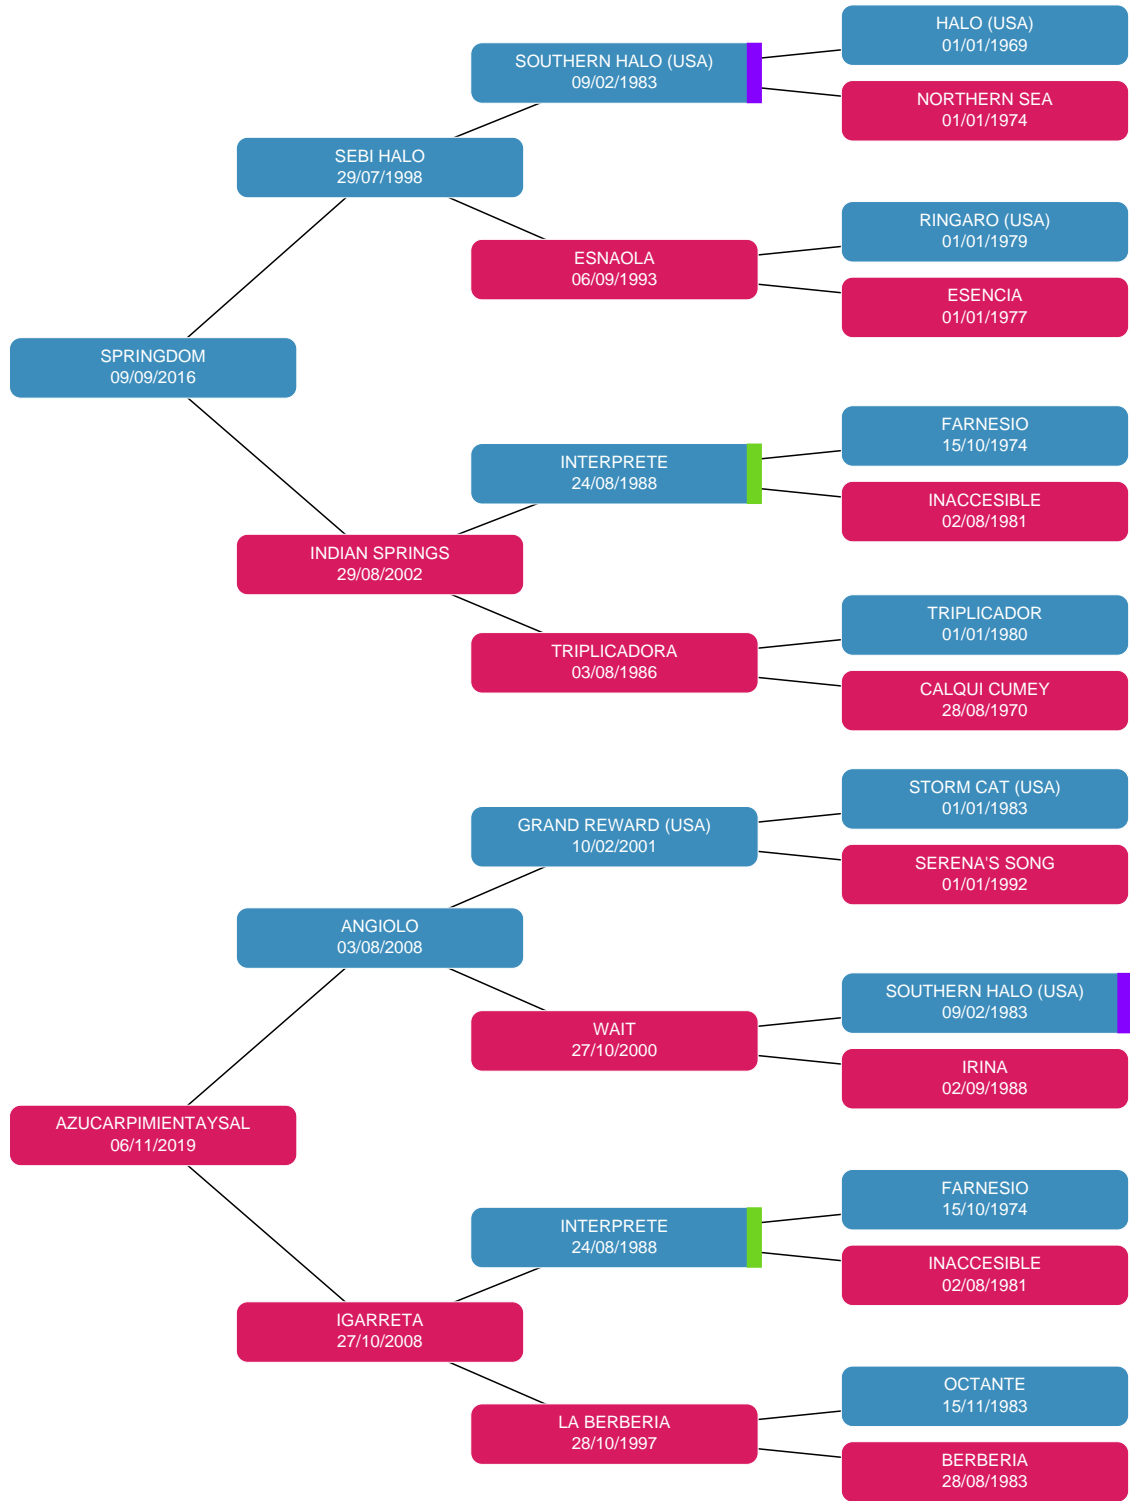 HALO (USA)
01/01/1969
SOUTHERN HALO (USA)
09/02/1983
NORTHERN SEA
01/01/1974
SEBI HALO
29/07/1998
RINGARO (USA)
01/01/1979
ESNAOLA
06/09/1993
ESENCIA
01/01/1977
SPRINGDOM
09/09/2016
FARNESIO
15/10/1974
INTERPRETE
24/08/1988
INACCESIBLE
02/08/1981
INDIAN SPRINGS
29/08/2002
TRIPLICADOR
01/01/1980
TRIPLICADORA
03/08/1986
CALQUI CUMEY
28/08/1970
STORM CAT (USA)
01/01/1983
GRAND REWARD (USA)
10/02/2001
SERENA'S SONG
01/01/1992
ANGIOLO
03/08/2008
SOUTHERN HALO (USA)
09/02/1983
WAIT
27/10/2000
IRINA
02/09/1988
AZUCARPIMIENTAYSAL
06/11/2019
FARNESIO
15/10/1974
INTERPRETE
24/08/1988
INACCESIBLE
02/08/1981
IGARRETA
27/10/2008
OCTANTE
15/11/1983
LA BERBERIA
28/10/1997
BERBERIA
28/08/1983